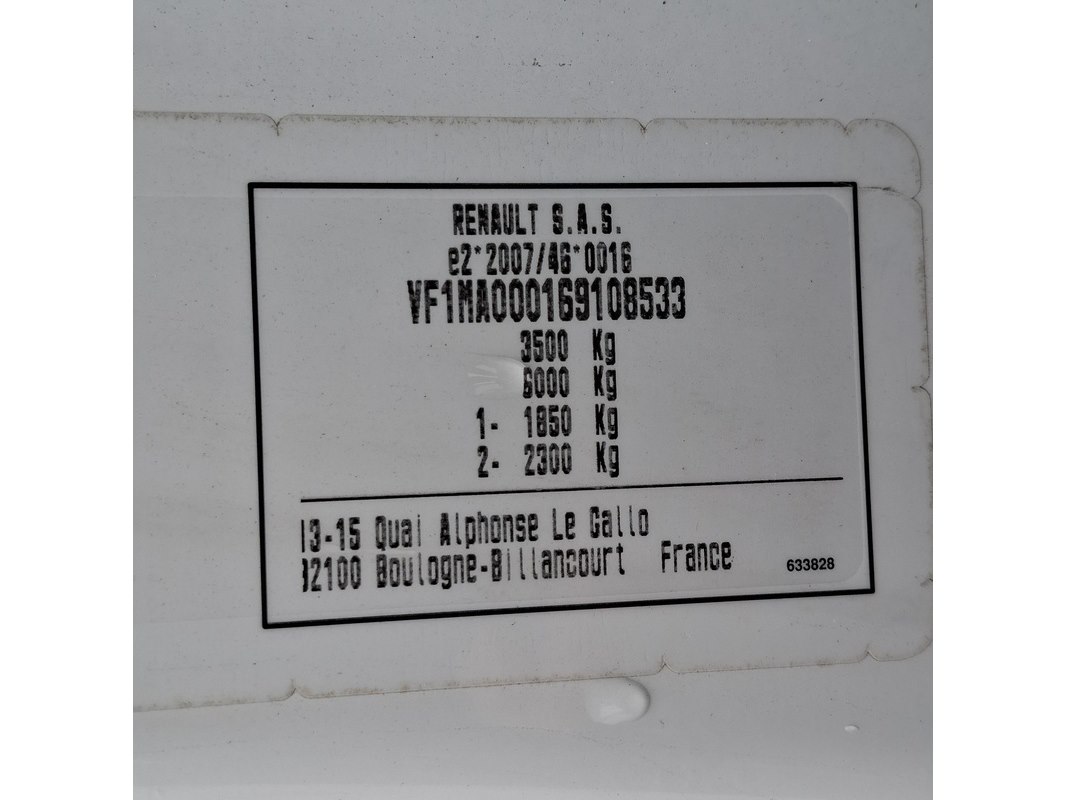 RENAULT S.A.S.
e2*2007/46*0016
VF1MA000169108533
3500 Kg
6000 Kg
1- 1850 Kg
2- 2300 Kg
13-15 Quai Alphonse Le Gallo
92100 Boulogne-Billancourt France
633828